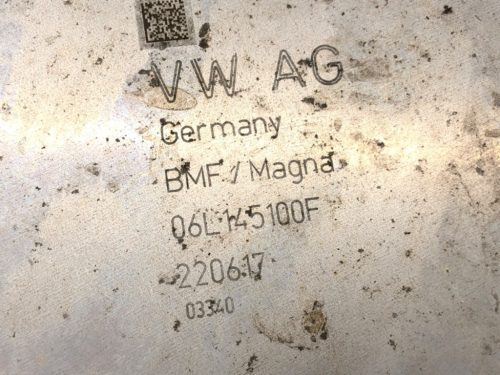 VW AG
Germany
BMF / Magna
06L145100F
220617
03340